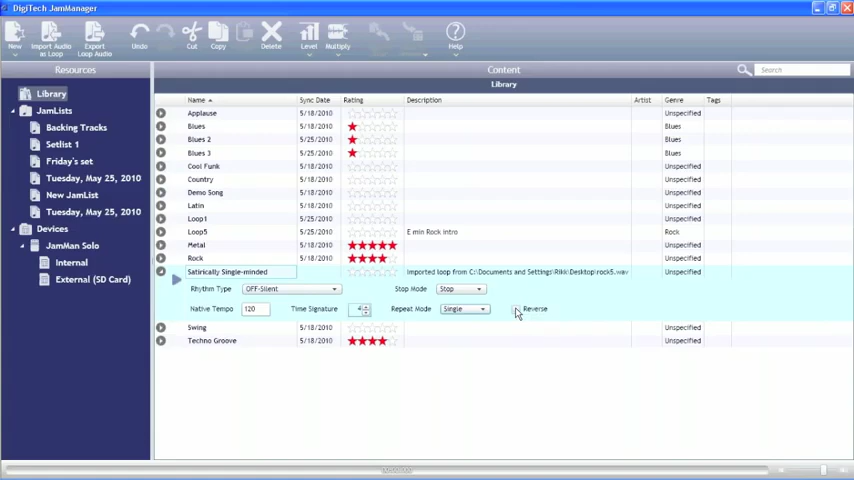 DigiTech JamManager
New
Import Audio as Loop
Export Loop Audio
Undo
Cut
Copy
Delete
Level
Multiply
Help
Resources
Content
Search
Library
Library
JamLists
Backing Tracks
Setlist 1
Friday's set
Tuesday, May 25, 2010
New JamList
Tuesday, May 25, 2010
Devices
JamMan Solo
Internal
External (SD Card)
Name Sync Date Rating Description Artist Genre Tags
Applause 5/18/2010 Unspecified
Blues 5/18/2010 Blues
Blues 2 5/25/2010 Blues
Blues 3 5/25/2010 Blues
Cool Funk 5/18/2010 Unspecified
Country 5/18/2010 Unspecified
Demo Song 5/25/2010 Unspecified
Latin 5/18/2010 Unspecified
Loop1 5/25/2010 Unspecified
Loop5 5/25/2010 E min Rock intro Rock
Metal 5/18/2010 Unspecified
Rock 5/18/2010 Unspecified
Satirically Single-minded Imported loop from C:\Documents and Settings\Rikk\Desktop\rock5.wav Unspecified
Rhythm Type OFF-Silent Stop Mode Stop
Native Tempo 120 Time Signature 4 Repeat Mode Single Reverse
Swing 5/18/2010 Unspecified
Techno Groove 5/18/2010 Unspecified